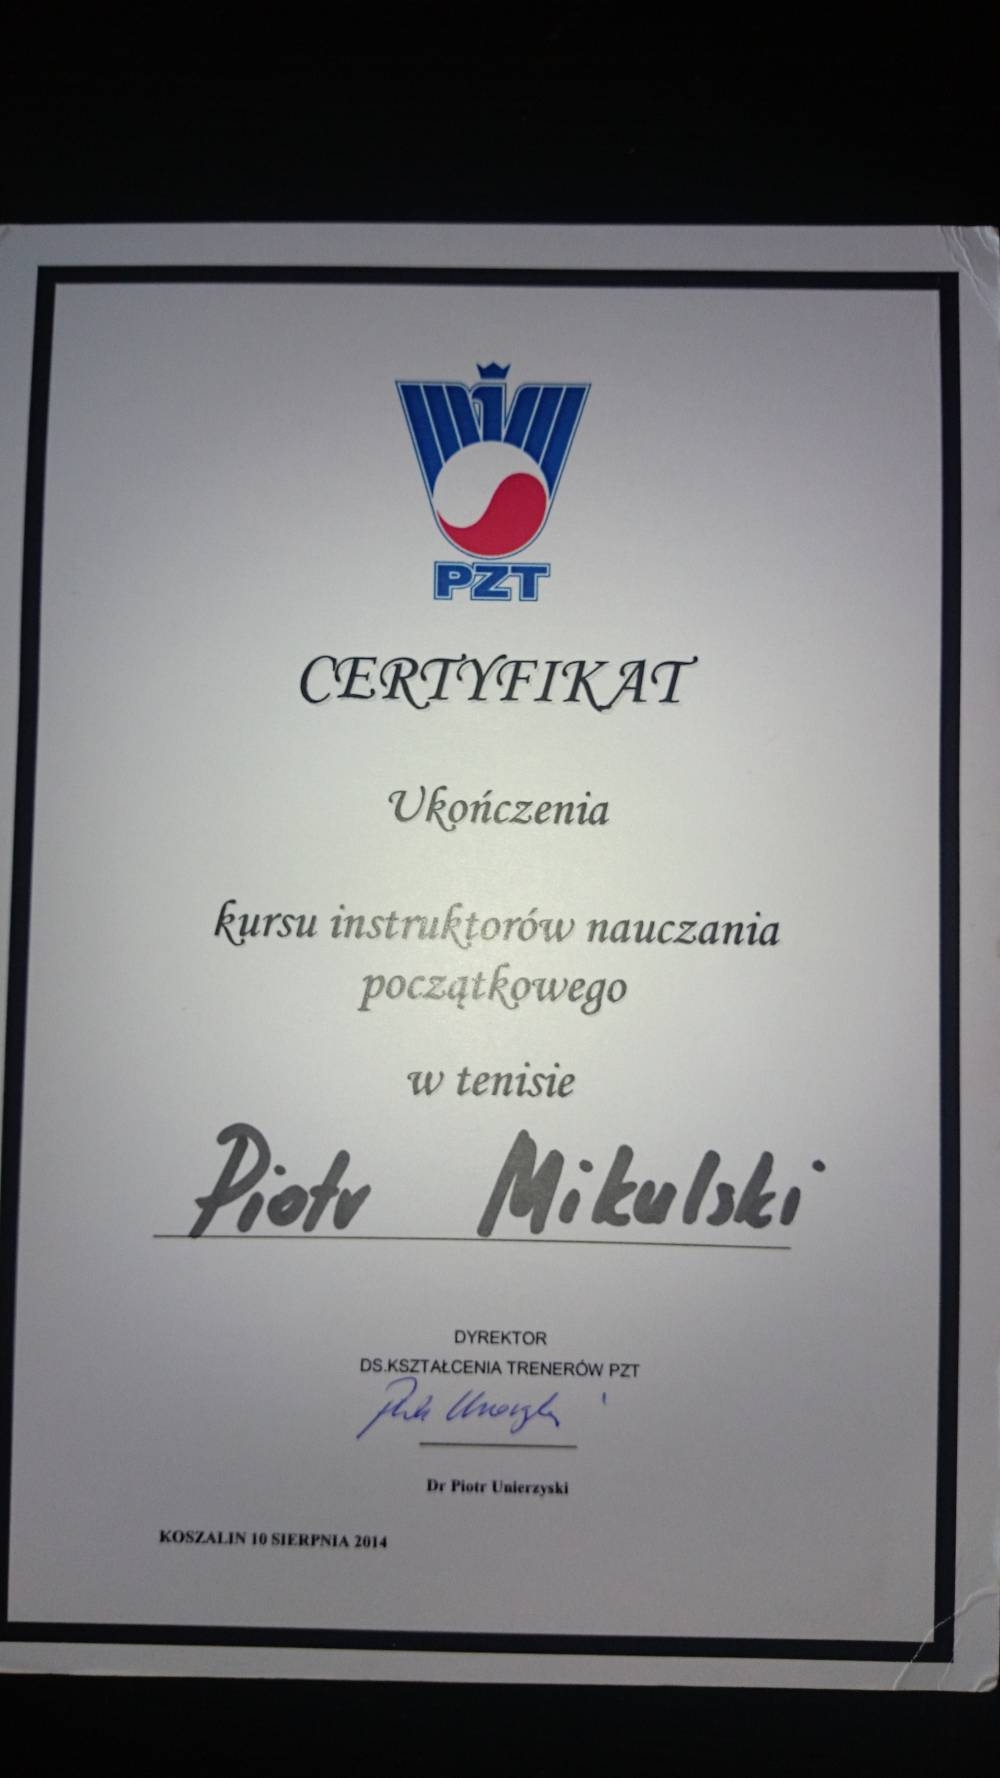 PZT
CERTYFIKAT
Ukończenia
kursu instruktorów nauczania
początkowego
w tenisie
Piotr Mikulski
DYREKTOR
DS.KSZTAŁCENIA TRENERÓW PZT
Dr Piotr Unierzyski
KOSZALIN 10 SIERPNIA 2014